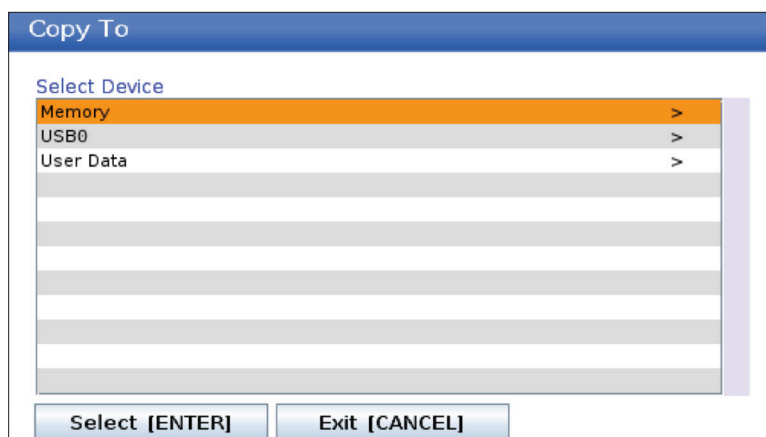 Copy To
Select Device
Memory >
USB0 >
User Data >
Select [ENTER] Exit [CANCEL]